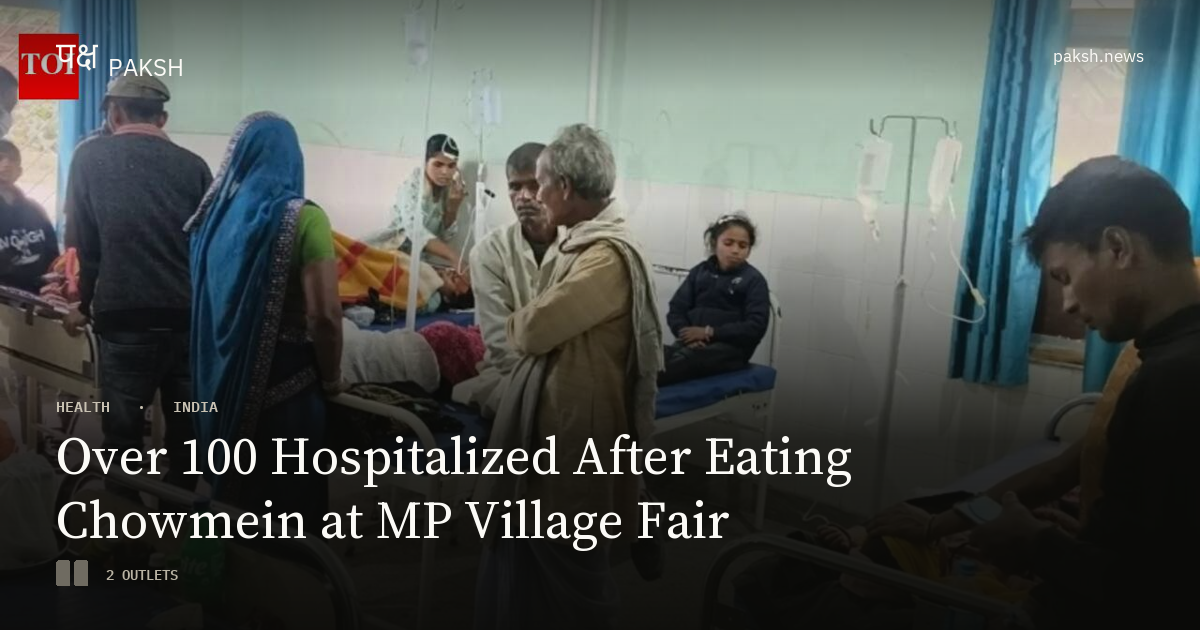 TOI
पक्ष PAKSH
paksh.news
HEALTH · INDIA
Over 100 Hospitalized After Eating
Chowmein at MP Village Fair
2 OUTLETS